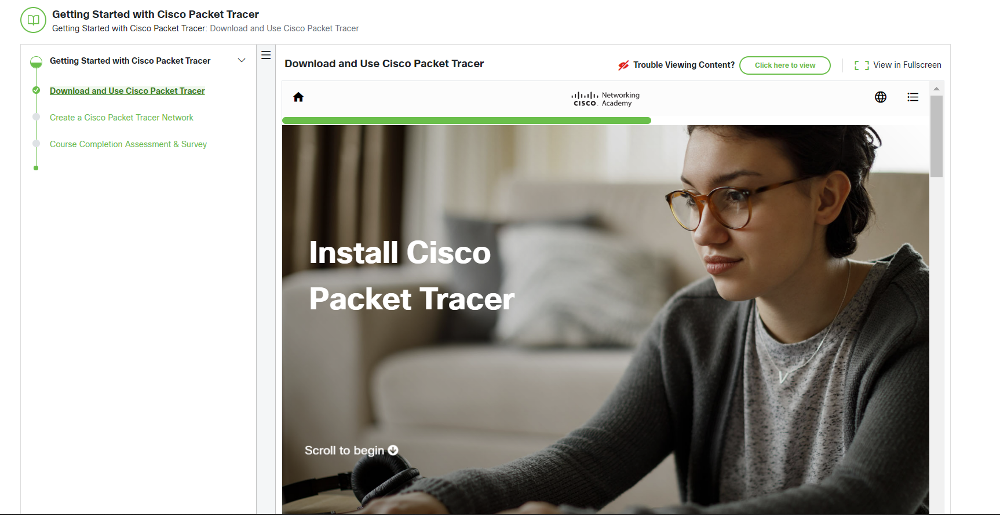 Getting Started with Cisco Packet Tracer
Getting Started with Cisco Packet Tracer: Download and Use Cisco Packet Tracer
Getting Started with Cisco Packet Tracer
Download and Use Cisco Packet Tracer
Create a Cisco Packet Tracer Network
Course Completion Assessment & Survey
Download and Use Cisco Packet Tracer
Trouble Viewing Content?
Click here to view
View in Fullscreen
CISCO. Networking
Academy
Install Cisco
Packet Tracer
Scroll to begin